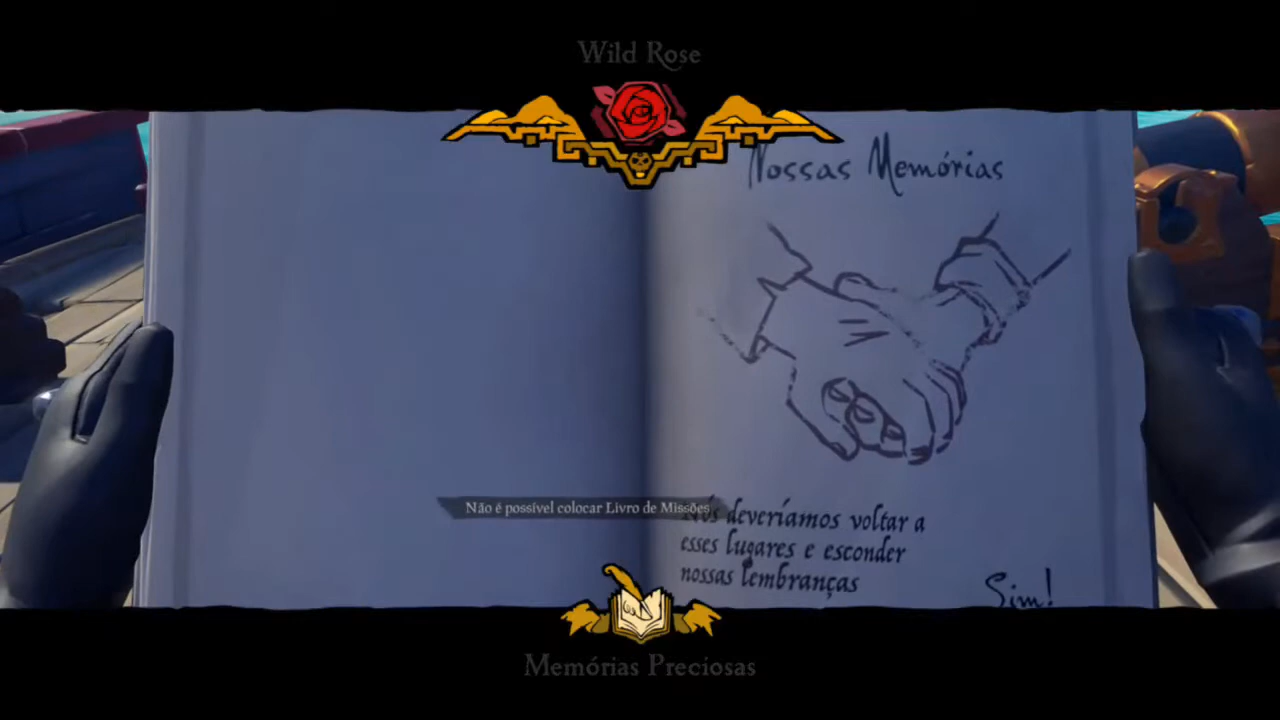 Wild Rose
Nossas Memórias
Não é possível colocar Livro de Missões
Nós deveríamos voltar a
esses lugares e esconder
nossas lembranças
Sim!
Memórias Preciosas